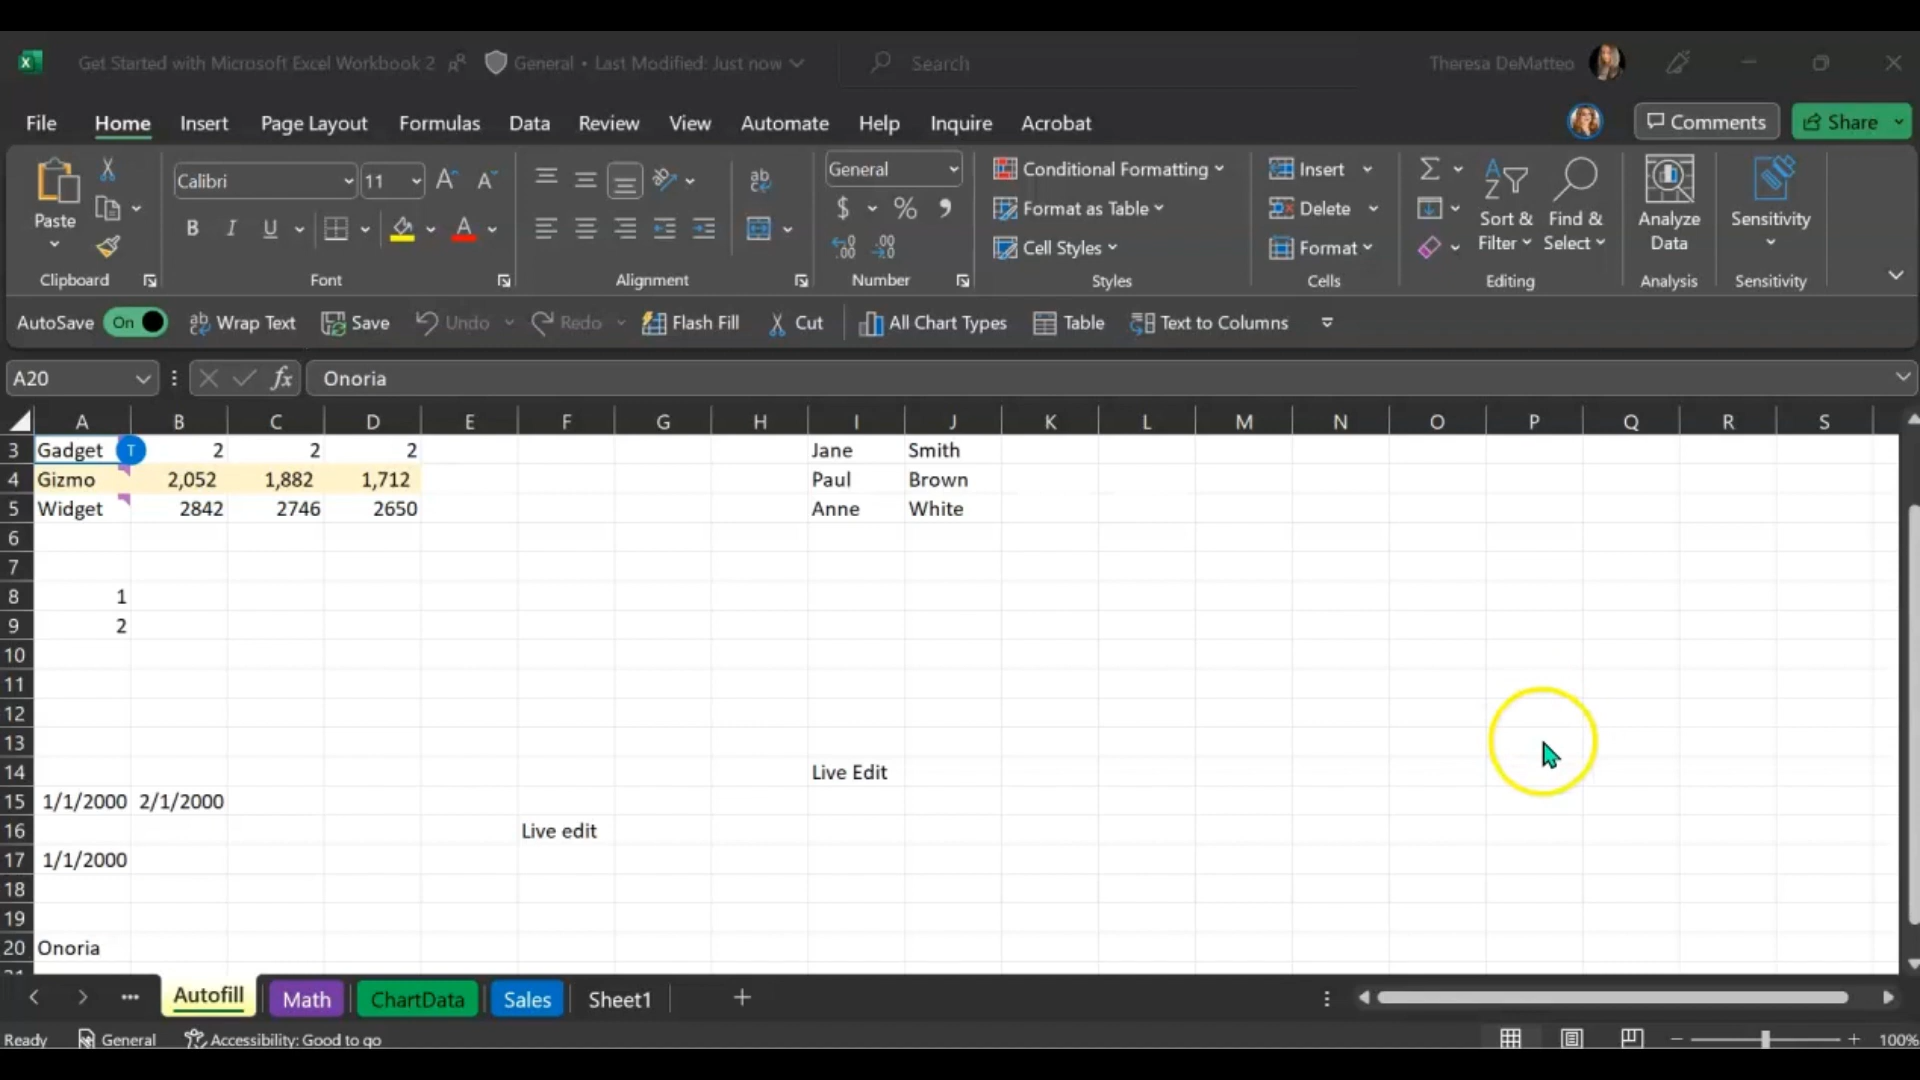 Get Started with Microsoft Excel Workbook 2 General • Last Modified: Just now Search Theresa DeMatteo
File Home Insert Page Layout Formulas Data Review View Automate Help Inquire Acrobat Comments Share
Paste
Clipboard
Calibri 11
B I U A
Font
ab
Alignment
General
$ % ,
Number
Conditional Formatting
Format as Table
Cell Styles
Styles
Insert
Delete
Format
Cells
Sort & Filter
Find & Select
Editing
Analyze Data
Analysis
Sensitivity
Sensitivity
AutoSave On Wrap Text Save Undo Redo Flash Fill Cut All Chart Types Table Text to Columns
A20 fx Onoria
A B C D E F G H I J K L M N O P Q R S
3 Gadget T 2 2 2 Jane Smith
4 Gizmo 2,052 1,882 1,712 Paul Brown
5 Widget 2842 2746 2650 Anne White
6
7
8 1
9 2
10
11
12
13
14 Live Edit
15 1/1/2000 2/1/2000
16 Live edit
17 1/1/2000
18
19
20 Onoria
Autofill Math ChartData Sales Sheet1
Ready General Accessibility: Good to go 100%